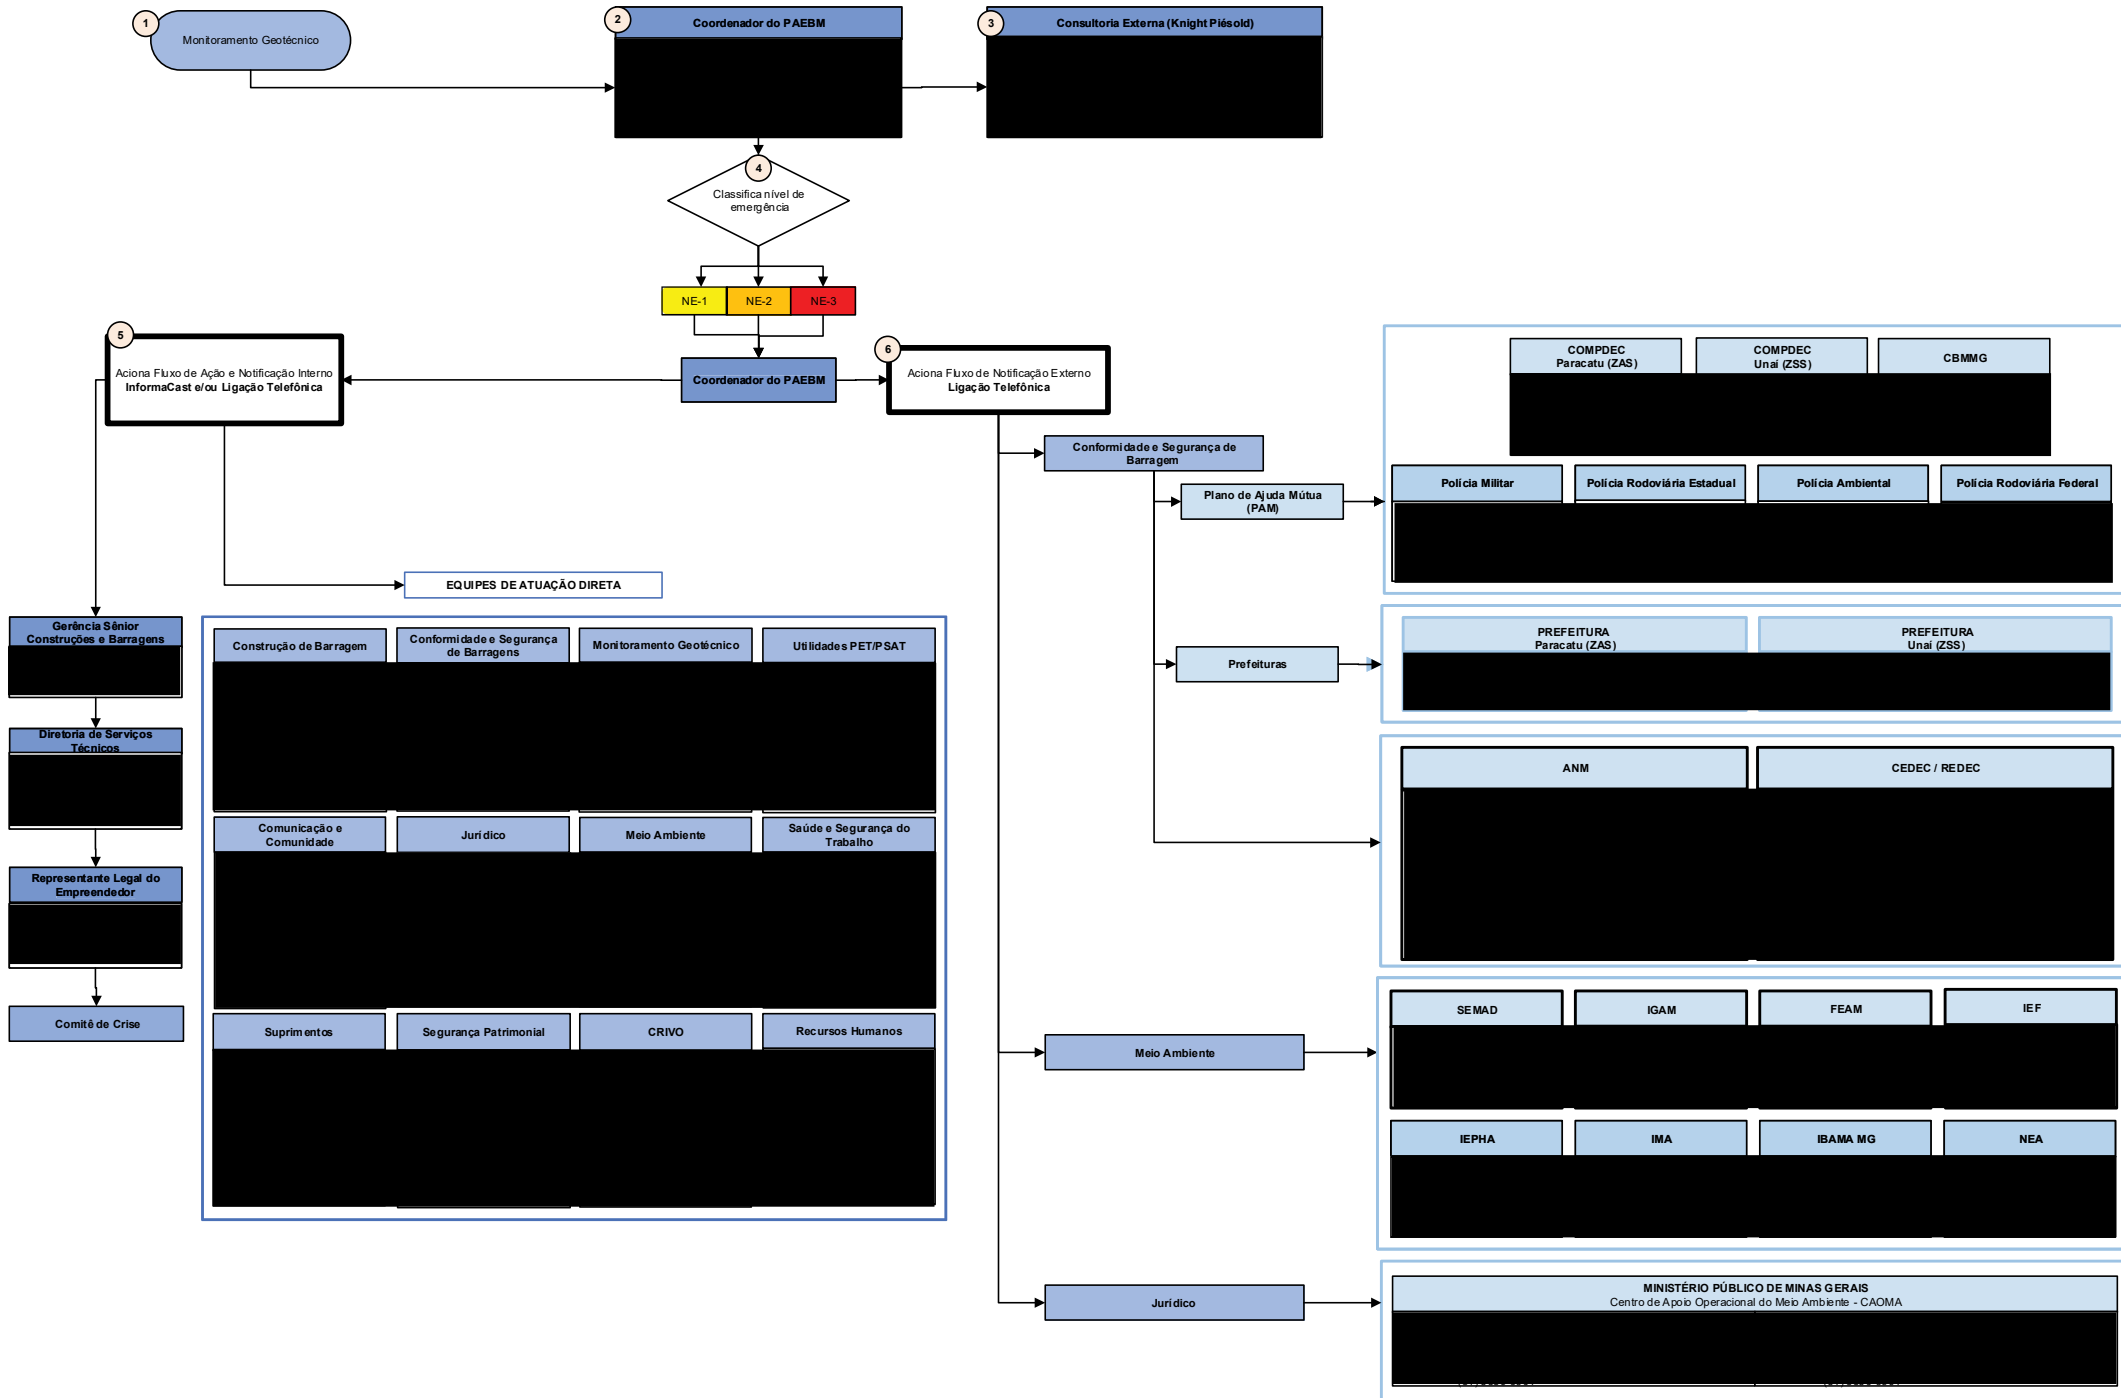 1
Monitoramento Geotécnico
2
Coordenador do PAEBM
3
Consultoria Externa (Knight Piésold)
4
Classifica nível de
emergência
NE-1
NE-2
NE-3
Coordenador do PAEBM
5
Aciona Fluxo de Ação e Notificação Interno
InformaCast e/ou Ligação Telefônica
6
Aciona Fluxo de Notificação Externo
Ligação Telefônica
EQUIPES DE ATUAÇÃO DIRETA
Gerência Sênior
Construções e Barragens
Diretoria de Serviços
Técnicos
Representante Legal do
Empreendedor
Comitê de Crise
Construção de Barragem
Conformidade e Segurança
de Barragens
Monitoramento Geotécnico
Utilidades PET/PSAT
Comunicação e
Comunidade
Jurídico
Meio Ambiente
Saúde e Segurança do
Trabalho
Suprimentos
Segurança Patrimonial
CRIVO
Recursos Humanos
Conformidade e Segurança de
Barragem
Plano de Ajuda Mútua
(PAM)
Prefeituras
Meio Ambiente
Jurídico
COMPDEC
Paracatu (ZAS)
COMPDEC
Unaí (ZSS)
CBMMG
Polícia Militar
Polícia Rodoviária Estadual
Polícia Ambiental
Polícia Rodoviária Federal
PREFEITURA
Paracatu (ZAS)
PREFEITURA
Unaí (ZSS)
ANM
CEDEC / REDEC
SEMAD
IGAM
FEAM
IEF
IEPHA
IMA
IBAMA MG
NEA
MINISTÉRIO PÚBLICO DE MINAS GERAIS
Centro de Apoio Operacional do Meio Ambiente - CAOMA